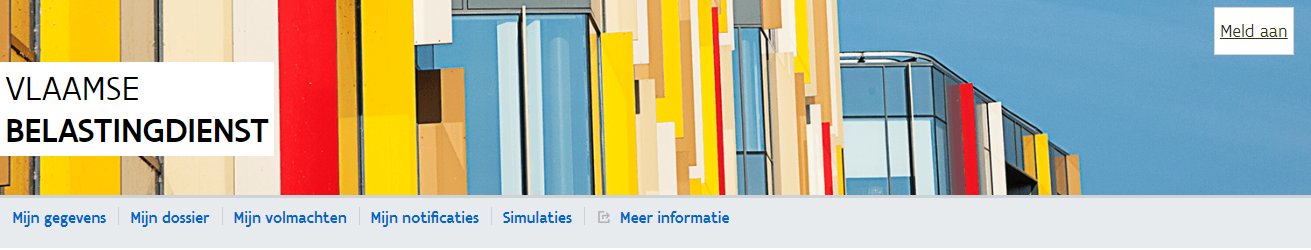 Meld aan
VLAAMSE
BELASTINGDIENST
Mijn gegevens Mijn dossier Mijn volmachten Mijn notificaties Simulaties Meer informatie